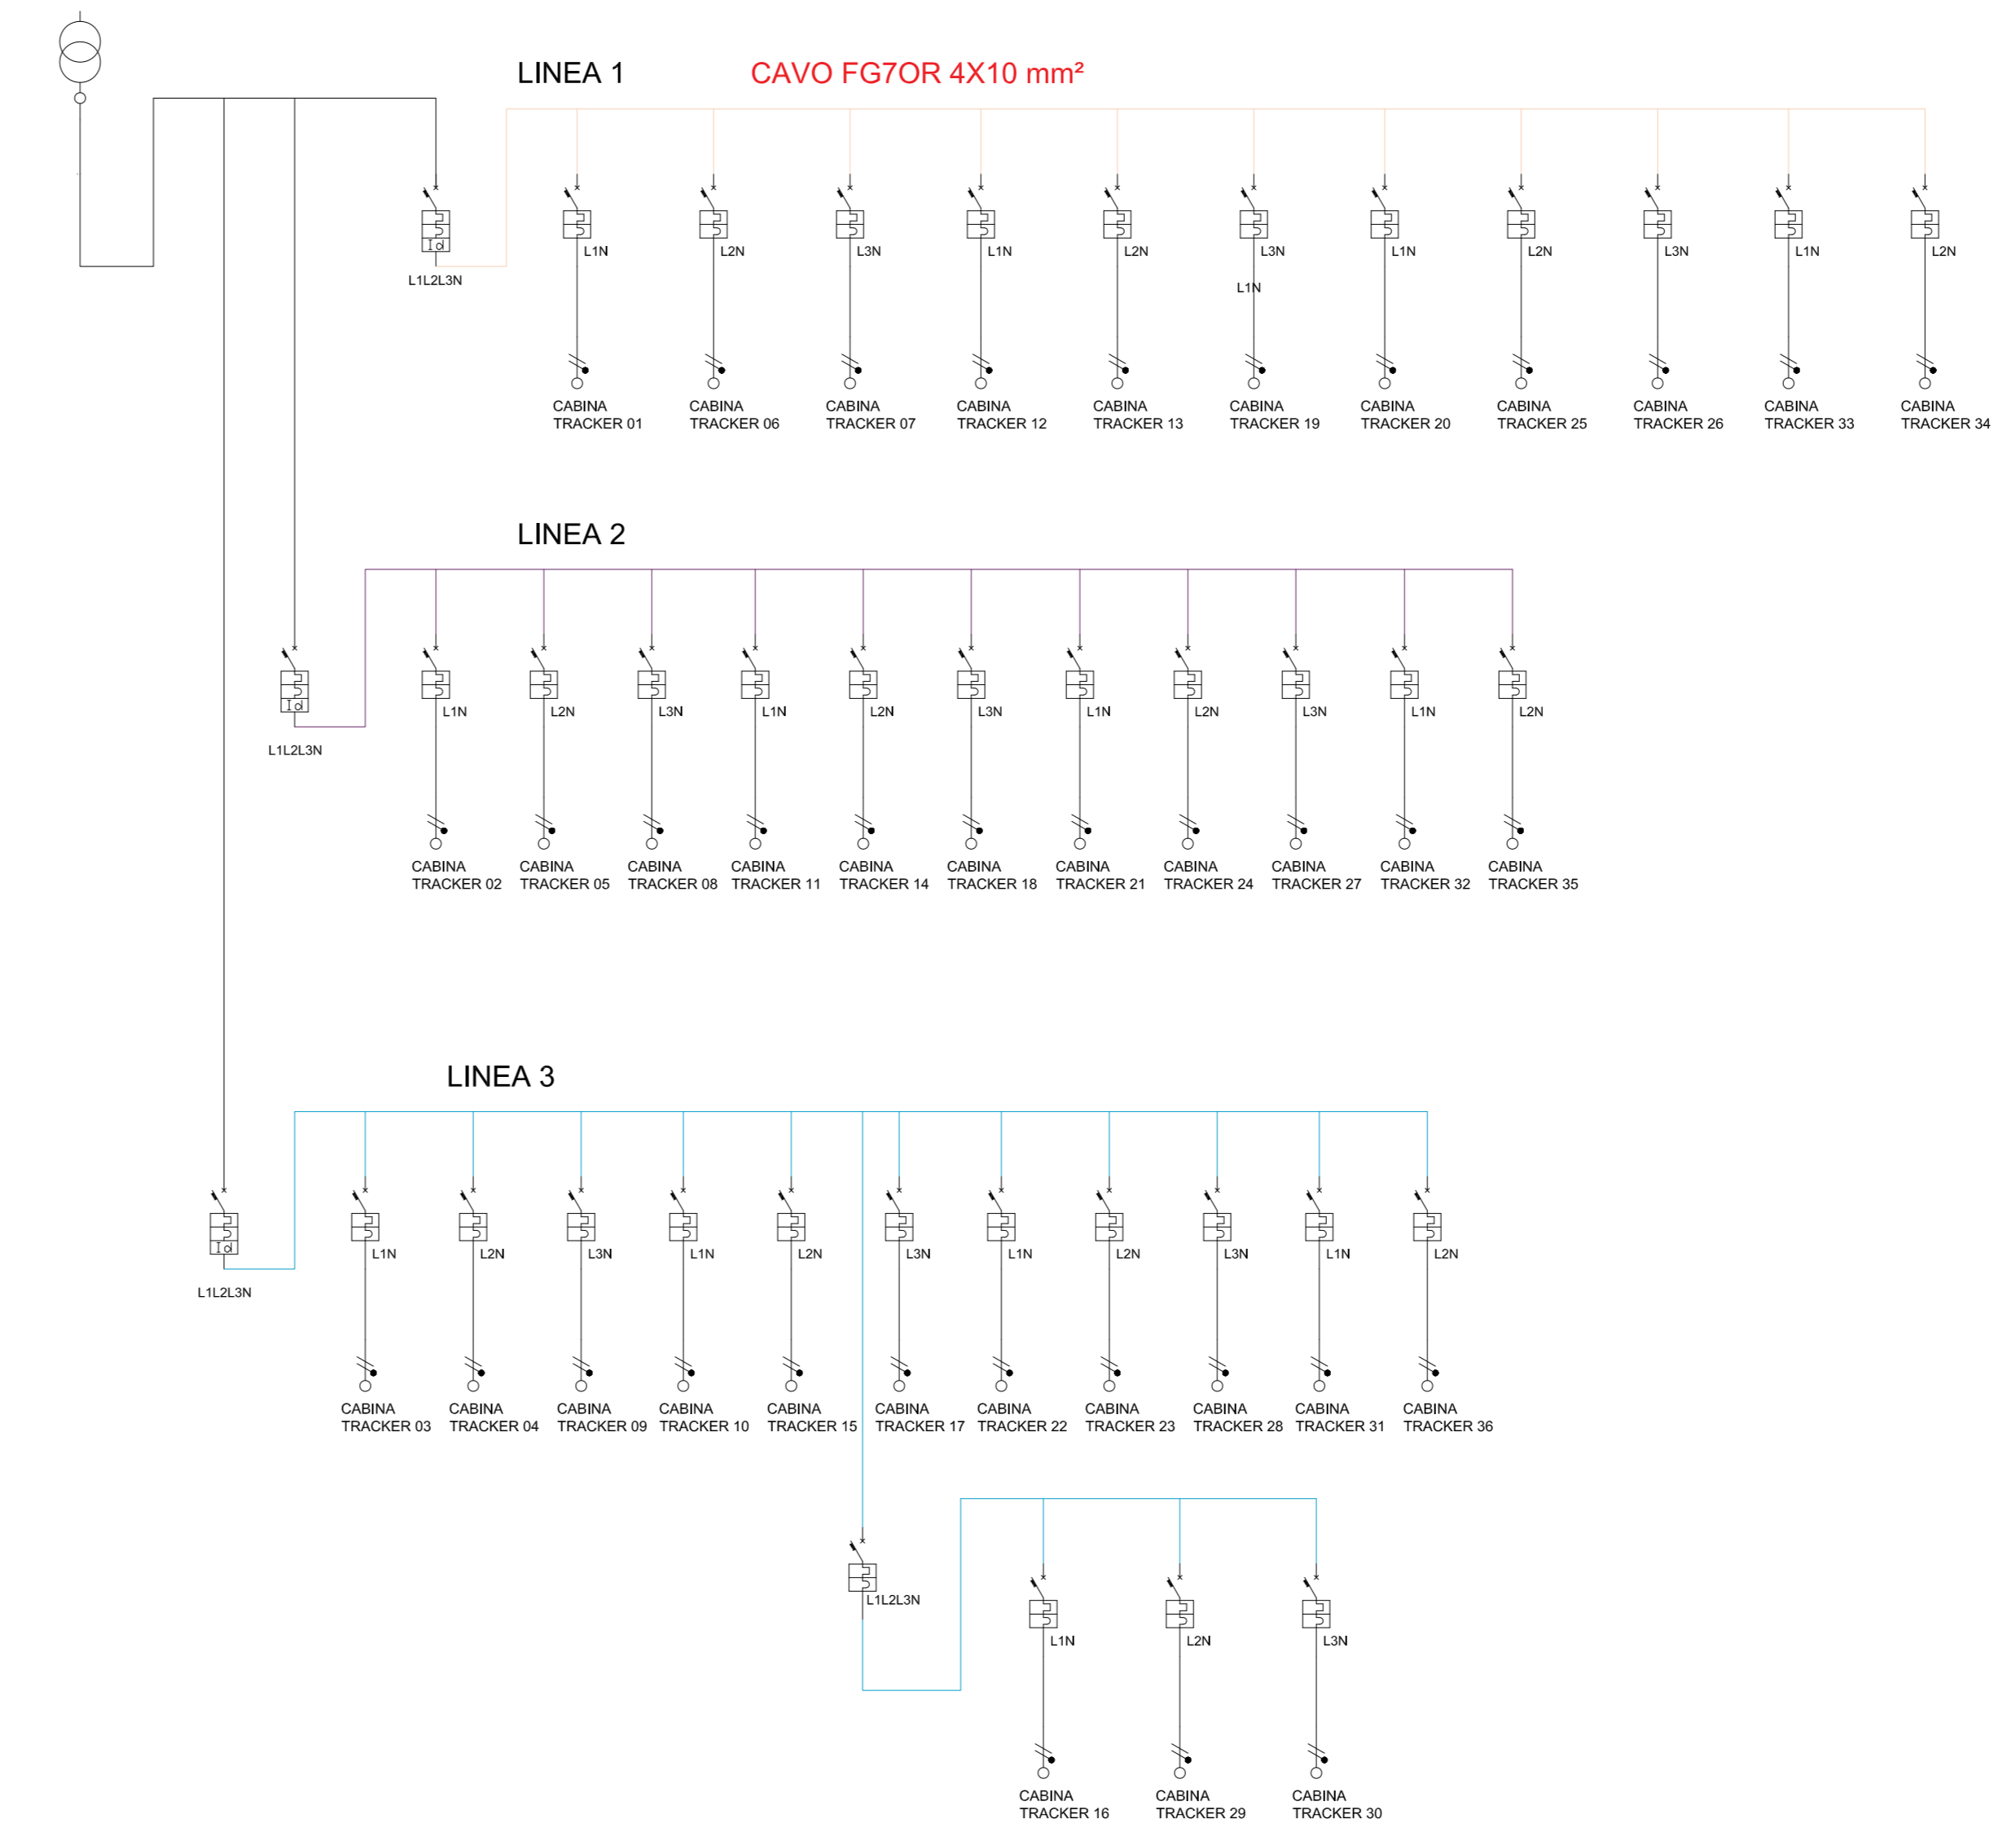 LINEA 1 CAVO FG7OR 4X10 mm²
Id
L1L2L3N
L1N L2N L3N L1N L2N L3N L1N L2N L3N L1N L2N
L1N
CABINA CABINA CABINA CABINA CABINA CABINA CABINA CABINA CABINA CABINA CABINA
TRACKER 01 TRACKER 06 TRACKER 07 TRACKER 12 TRACKER 13 TRACKER 19 TRACKER 20 TRACKER 25 TRACKER 26 TRACKER 33 TRACKER 34
LINEA 2
Id
L1N L2N L3N L1N L2N L3N L1N L2N L3N L1N L2N
L1L2L3N
CABINA CABINA CABINA CABINA CABINA CABINA CABINA CABINA CABINA CABINA CABINA
TRACKER 02 TRACKER 05 TRACKER 08 TRACKER 11 TRACKER 14 TRACKER 18 TRACKER 21 TRACKER 24 TRACKER 27 TRACKER 32 TRACKER 35
LINEA 3
Id
L1N L2N L3N L1N L2N L3N L1N L2N L3N L1N L2N
L1L2L3N
CABINA CABINA CABINA CABINA CABINA CABINA CABINA CABINA CABINA CABINA CABINA
TRACKER 03 TRACKER 04 TRACKER 09 TRACKER 10 TRACKER 15 TRACKER 17 TRACKER 22 TRACKER 23 TRACKER 28 TRACKER 31 TRACKER 36
L1L2L3N
L1N L2N L3N
CABINA CABINA CABINA
TRACKER 16 TRACKER 29 TRACKER 30